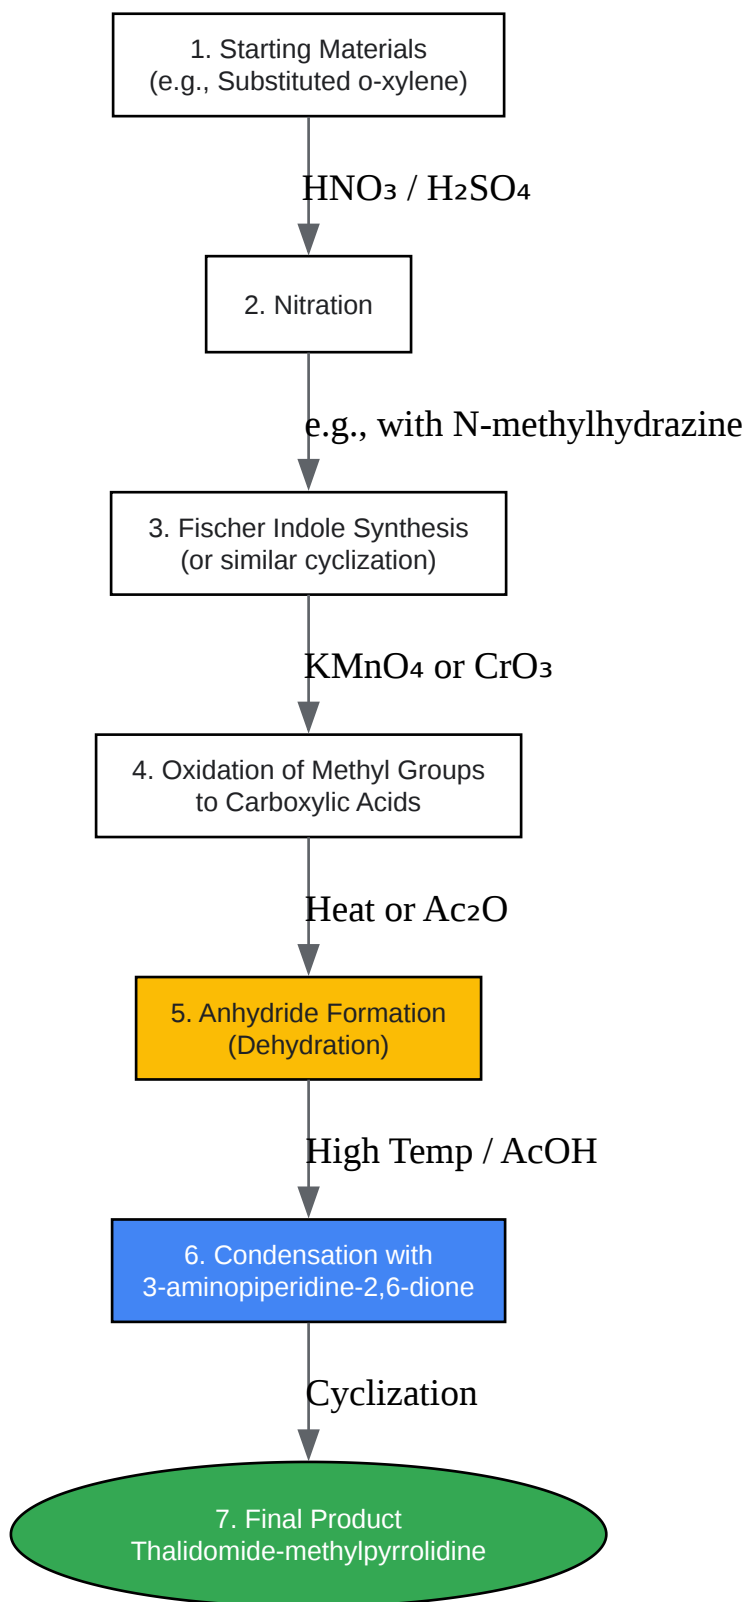 1. Starting Materials
(e.g., Substituted o-xylene)
HNO₃ / H₂SO₄
2. Nitration
e.g., with N-methylhydrazine
3. Fischer Indole Synthesis
(or similar cyclization)
KMnO₄ or CrO₃
4. Oxidation of Methyl Groups
to Carboxylic Acids
Heat or Ac₂O
5. Anhydride Formation
(Dehydration)
High Temp / AcOH
6. Condensation with
3-aminopiperidine-2,6-dione
Cyclization
7. Final Product
Thalidomide-methylpyrrolidine